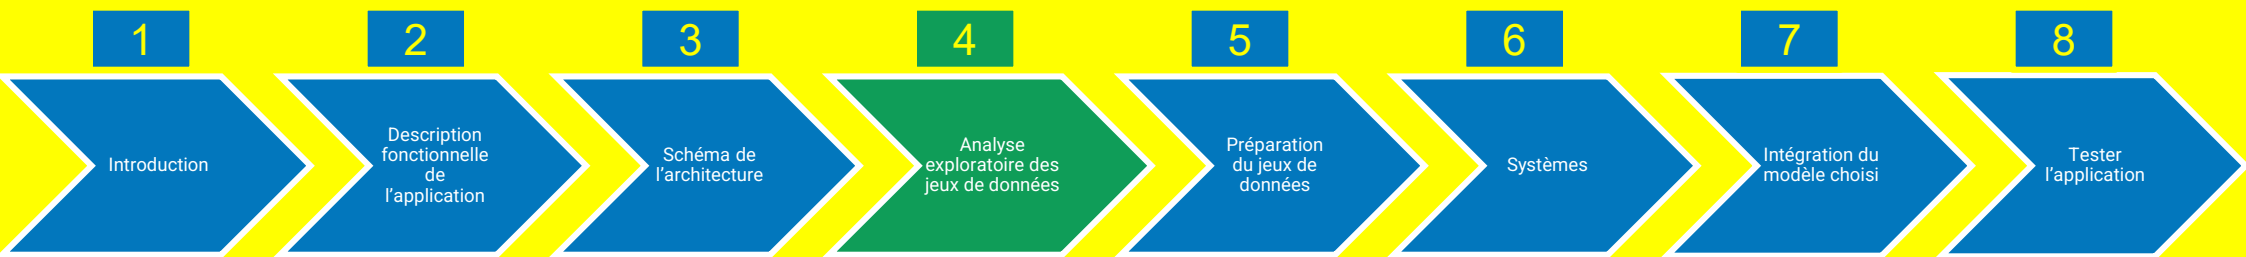 1
2
3
4
5
6
7
8
Introduction
Description
fonctionnelle
de
l'application
Schéma de
l'architecture
Analyse
exploratoire des
jeux de données
Préparation
du jeux de
données
Systèmes
Intégration du
modèle choisi
Tester
l'application